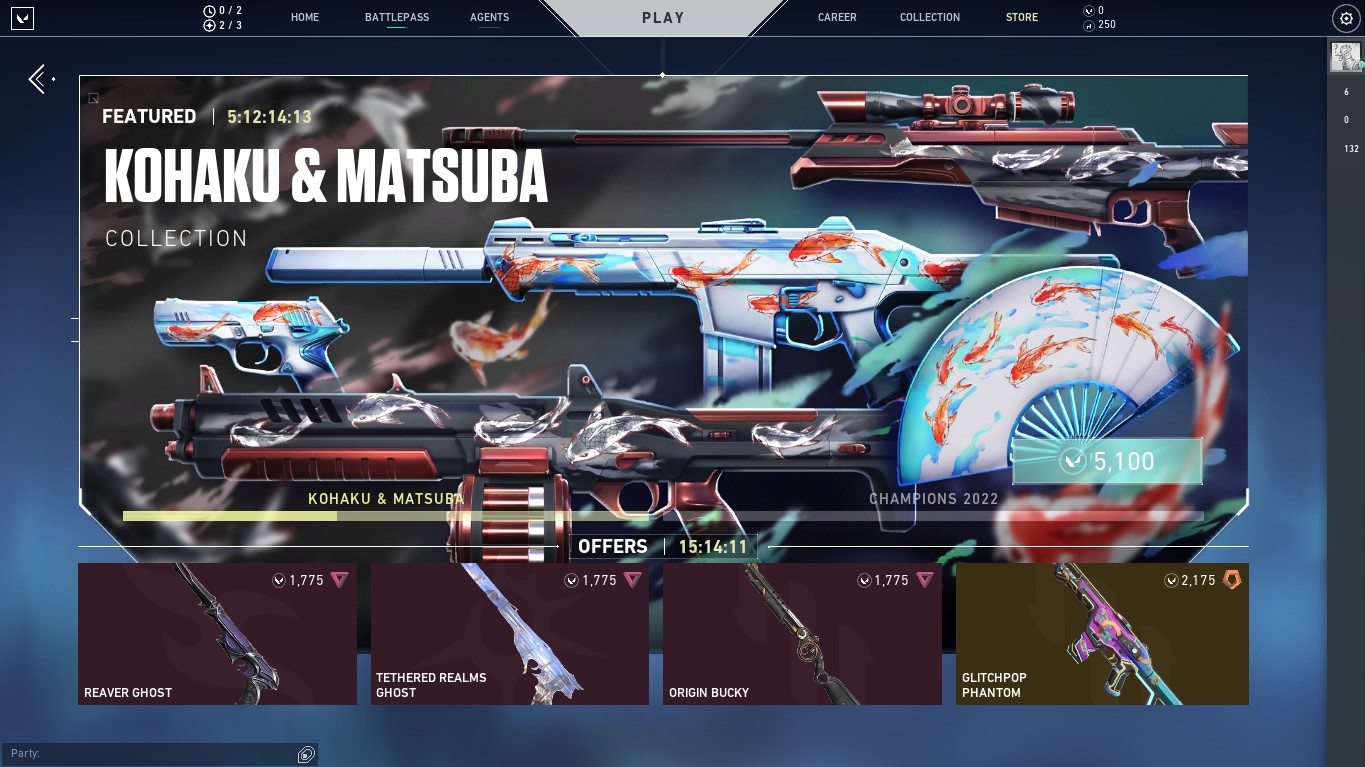 0 / 2
2 / 3
HOME
BATTLEPASS
AGENTS
PLAY
CAREER
COLLECTION
STORE
0
250
6
0
132
FEATURED | 5:12:14:13
KOHAKU & MATSUBA
COLLECTION
5,100
KOHAKU & MATSUBA
CHAMPIONS 2022
OFFERS | 15:14:11
1,775
REAVER GHOST
1,775
TETHERED REALMS
GHOST
1,775
ORIGIN BUCKY
2,175
GLITCHPOP
PHANTOM
Party: